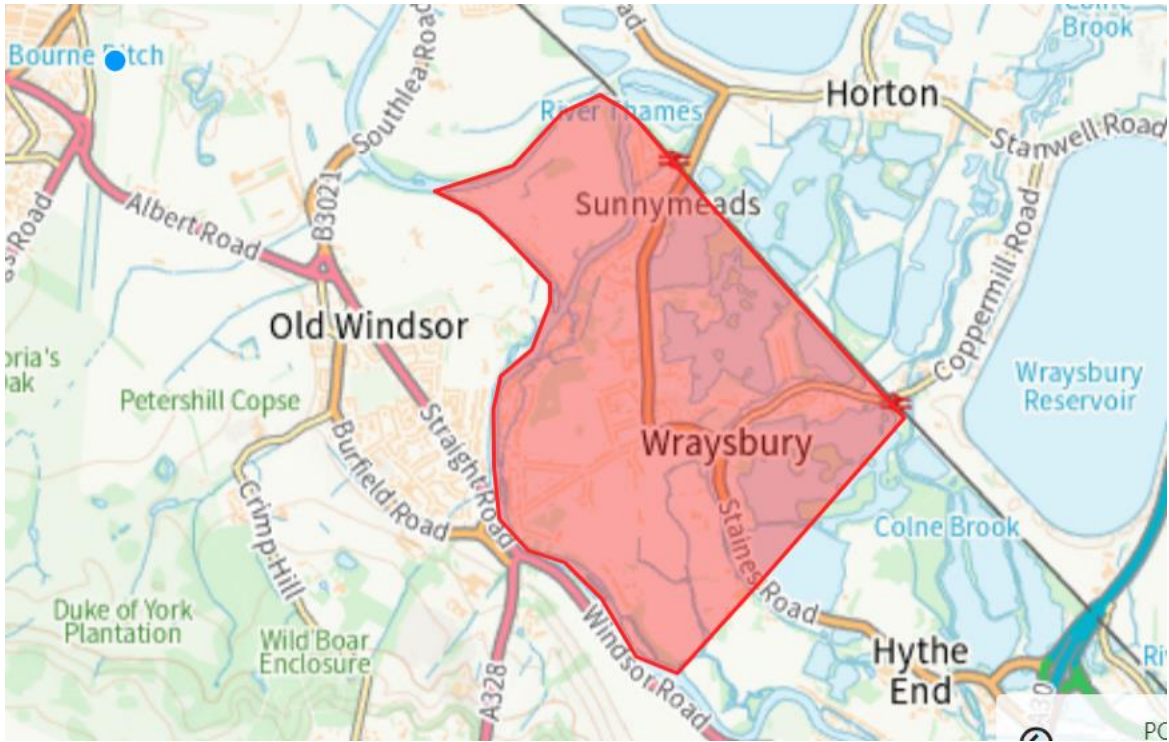 Colne
Brook
Bourne Ditch
Southlea Road
River Thames
Horton
Stanwell Road
Sunnymeads
Albert Road
B3021
Coppermill Road
Old Windsor
Petershill Copse
Wraysbury
Reservoir
Straight Road
Wraysbury
Burfield Road
Crimp Hill
Staines Road
Colne Brook
Duke of York
Plantation
Wild Boar
Enclosure
A328
Windsor Road
Hythe
End